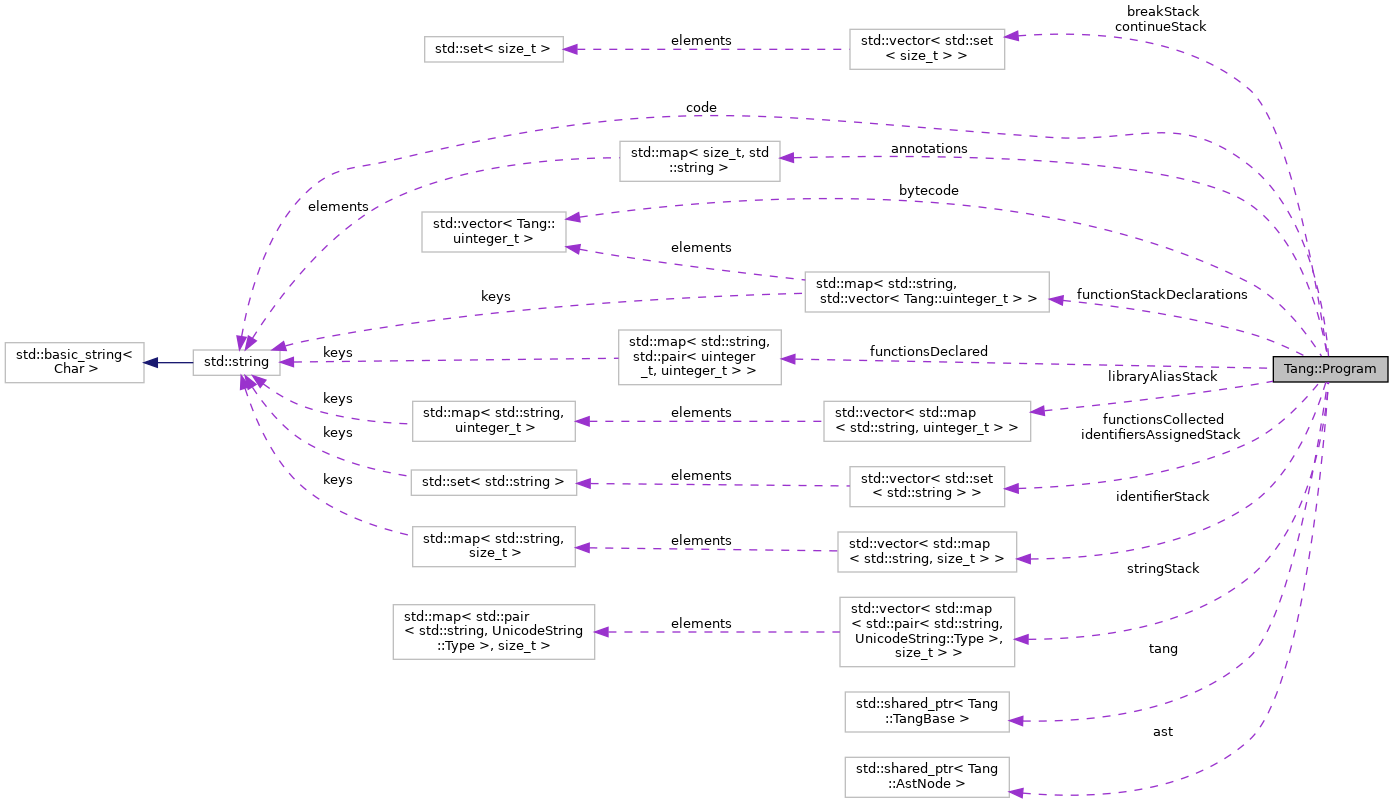 breakStack
continueStack
std::set< size_t >
elements
std::vector< std::set
< size_t > >
code
annotations
std::map< size_t, std
::string >
elements
bytecode
std::vector< Tang::
uinteger_t >
elements
std::map< std::string,
std::vector< Tang::uinteger_t > >
functionStackDeclarations
keys
std::basic_string<
Char >
std::string
keys
std::map< std::string,
std::pair< uinteger
_t, uinteger_t > >
functionsDeclared
Tang::Program
libraryAliasStack
keys
std::map< std::string,
uinteger_t >
elements
std::vector< std::map
< std::string, uinteger_t > >
functionsCollected
identifiersAssignedStack
keys
std::set< std::string >
elements
std::vector< std::set
< std::string > >
identifierStack
keys
std::map< std::string,
size_t >
elements
std::vector< std::map
< std::string, size_t > >
stringStack
std::map< std::pair
< std::string, UnicodeString
::Type >, size_t >
elements
std::vector< std::map
< std::pair< std::string,
UnicodeString::Type >,
size_t > >
tang
std::shared_ptr< Tang
::TangBase >
ast
std::shared_ptr< Tang
::AstNode >